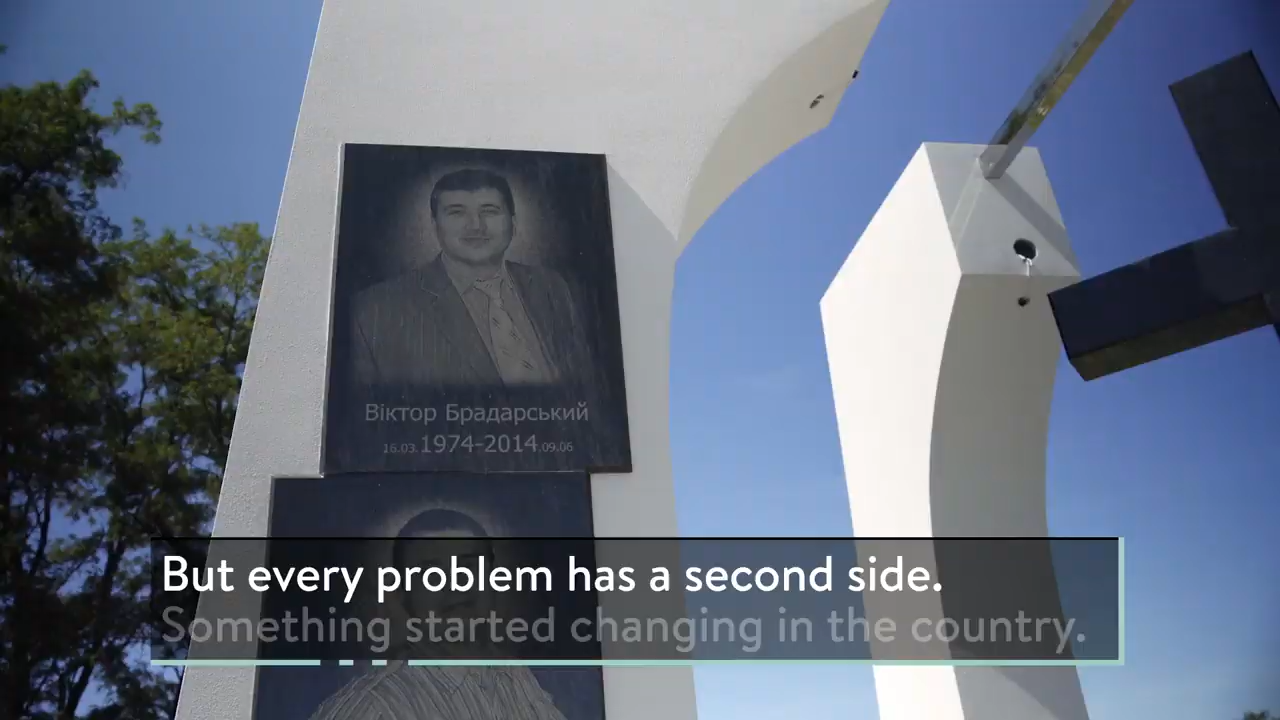 Віктор Брадарський
16.03.1974-2014.09.06
But every problem has a second side.
Something started changing in the country.